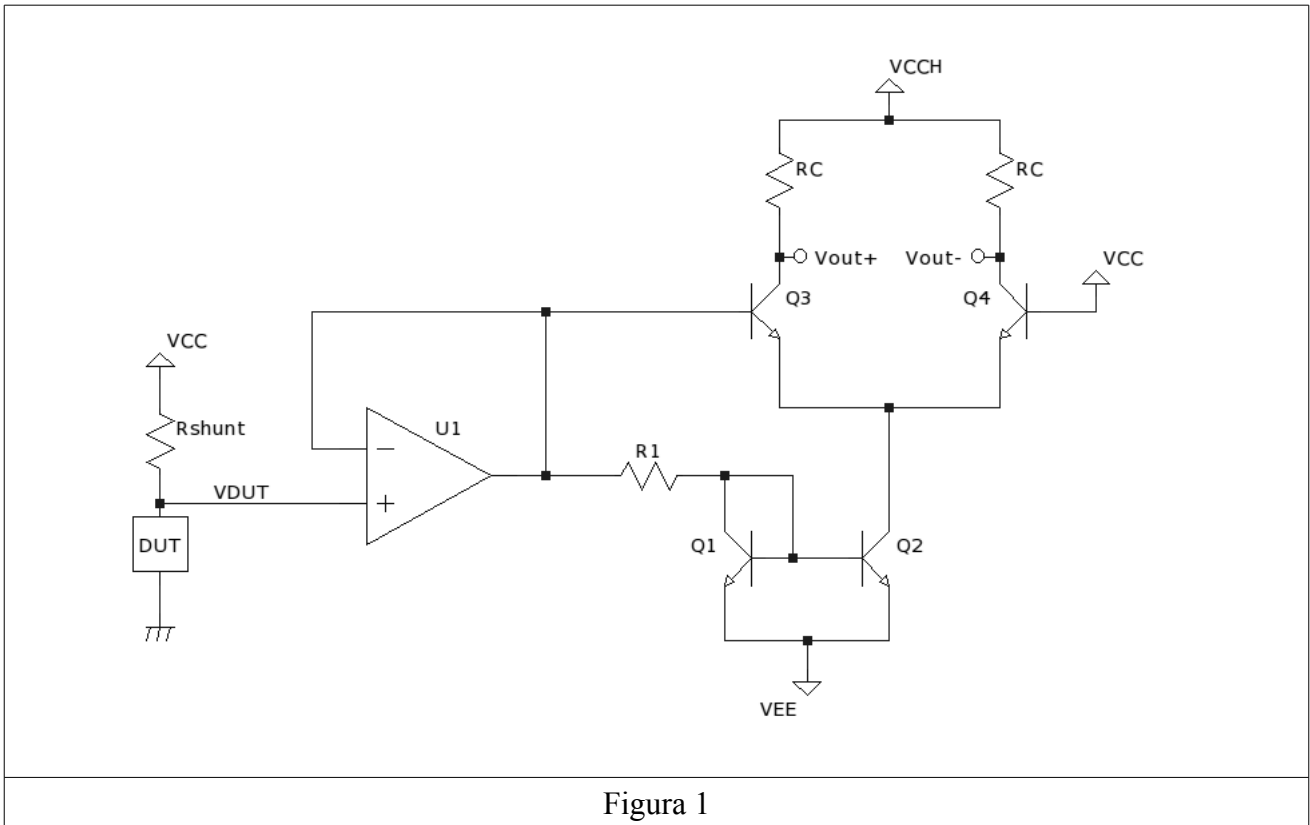 VCCH
RC
RC
Vout+
Vout-
VCC
Q3
Q4
VCC
Rshunt
U1
R1
VDUT
DUT
Q1
Q2
VEE
Figura 1